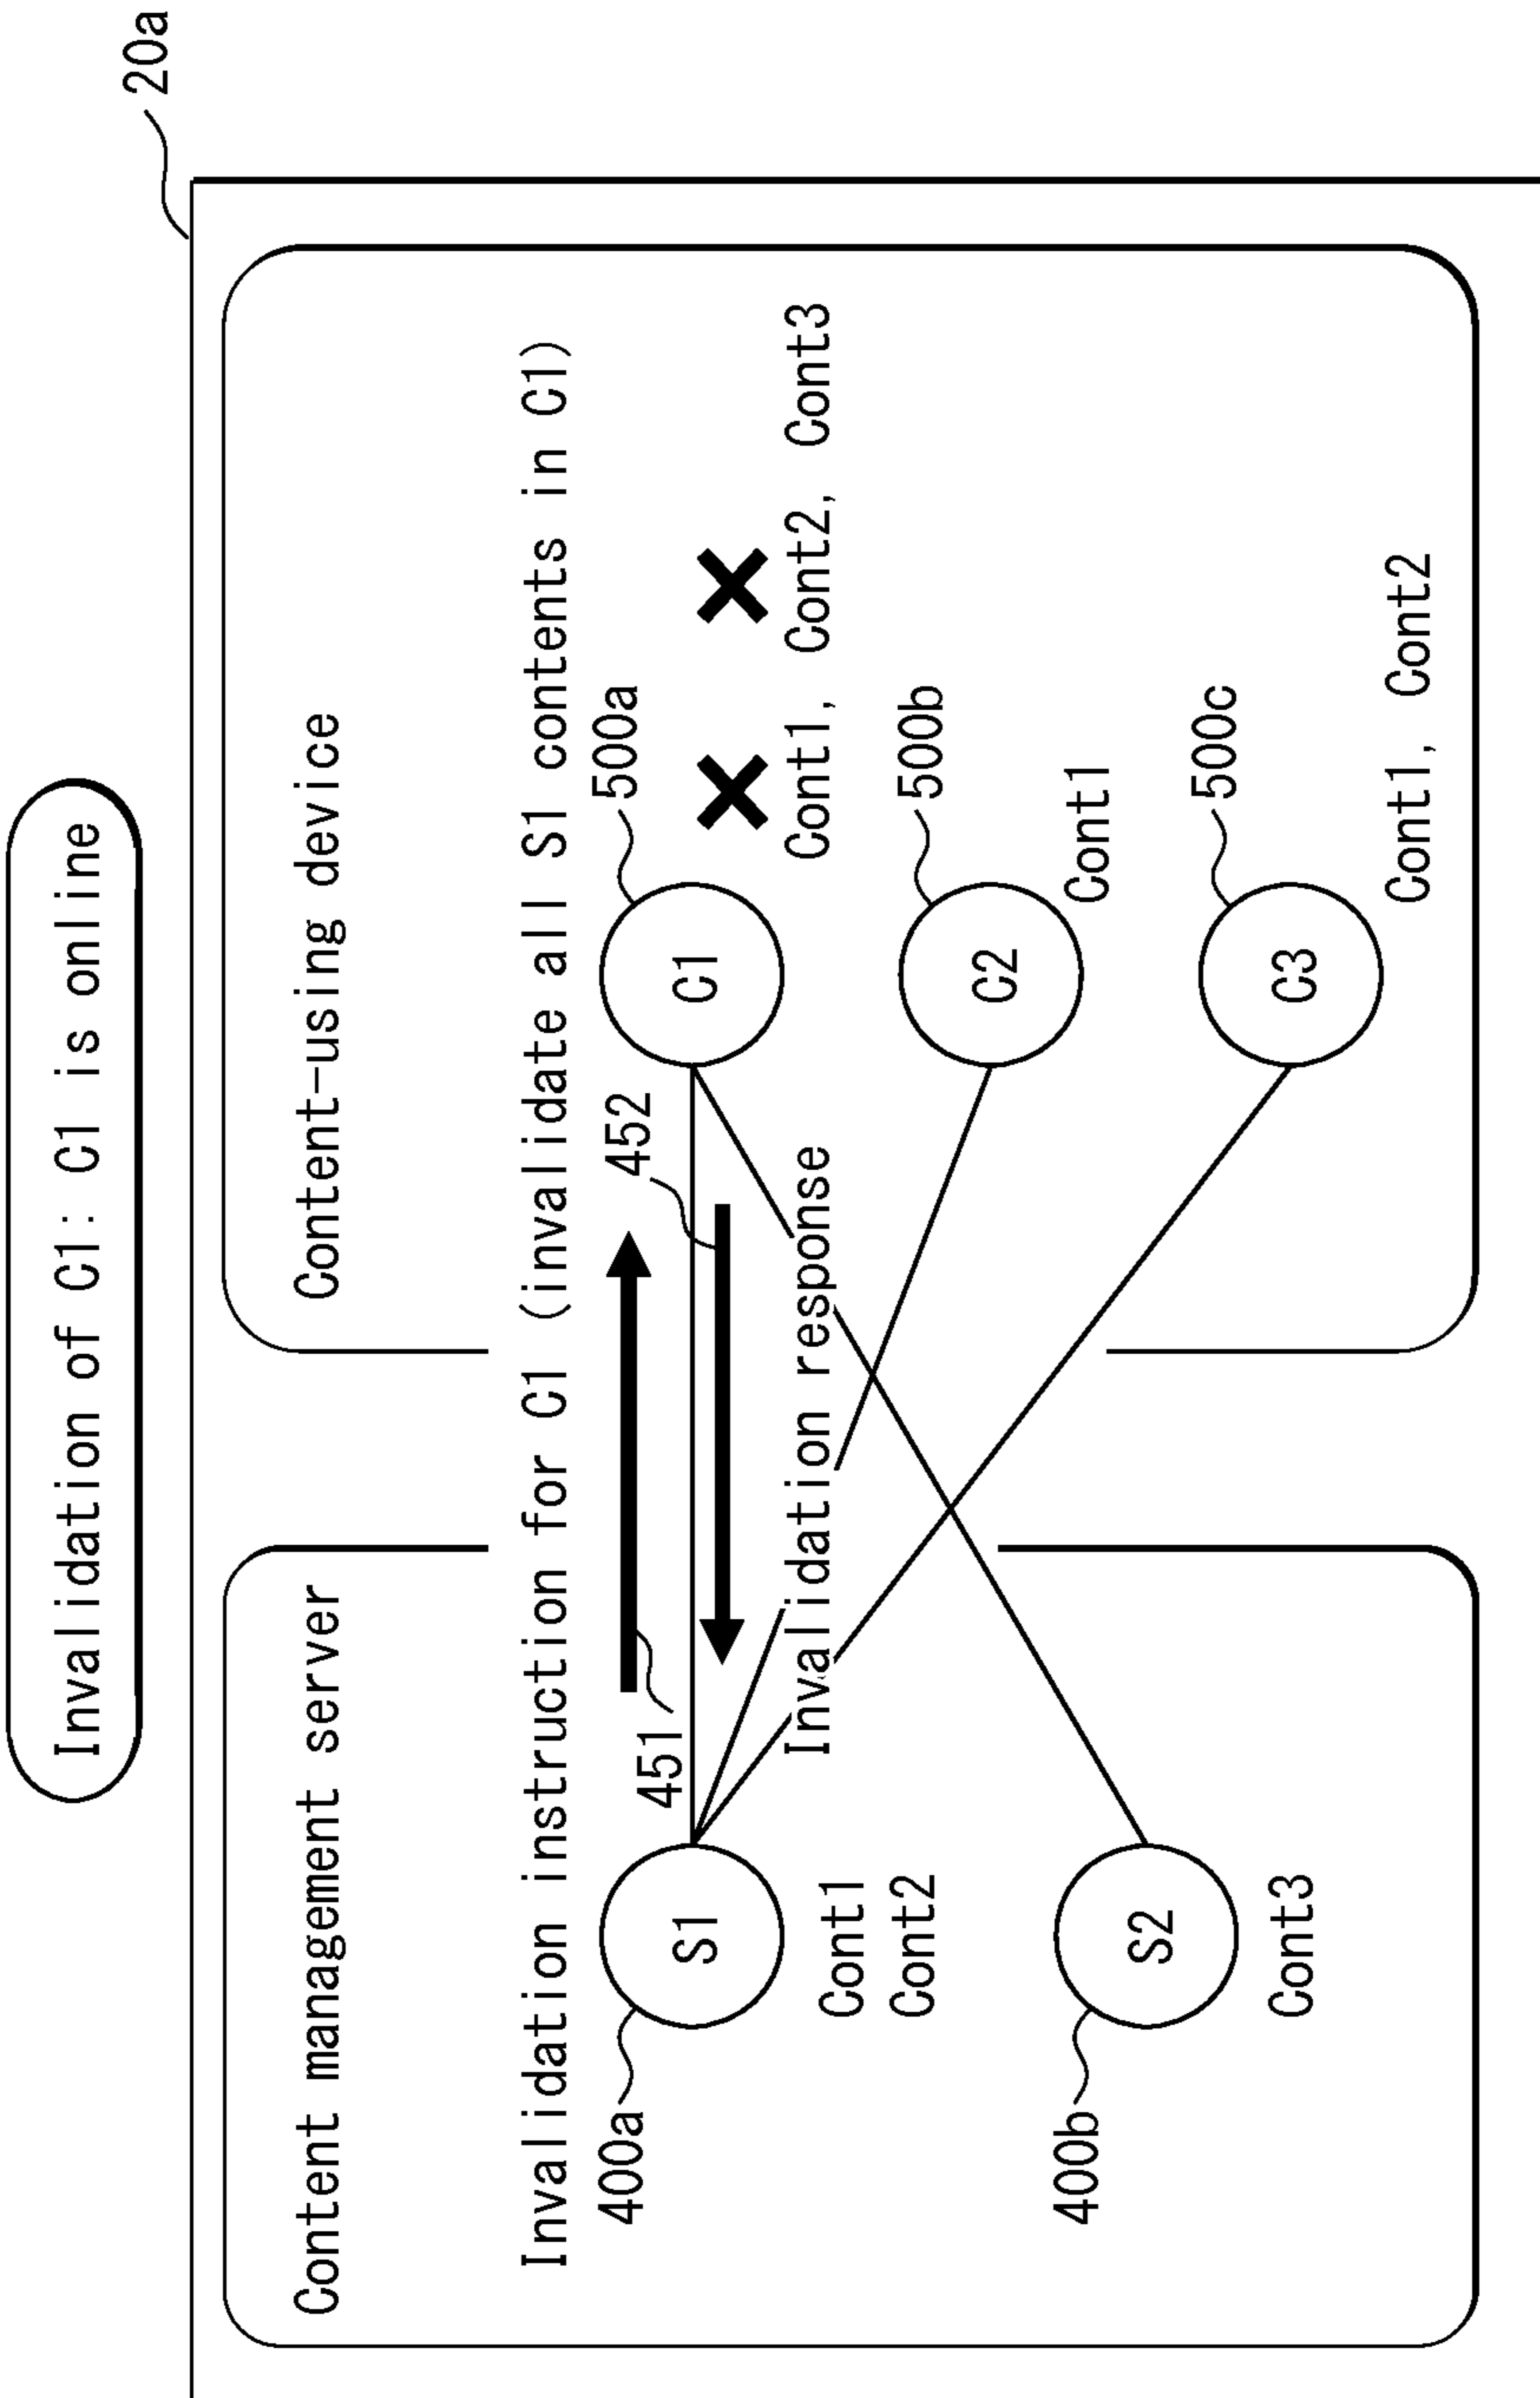 Invalidation of C1: C1 is online
20a
Content management server
Content-using device
Invalidation instruction for C1 (invalidate all S1 contents in C1)
400a
S1
451
452
C1
500a
Cont1, Cont2, Cont3
Invalidation response
Cont1
Cont2
C2
500b
Cont1
400b
S2
Cont3
C3
500c
Cont1, Cont2